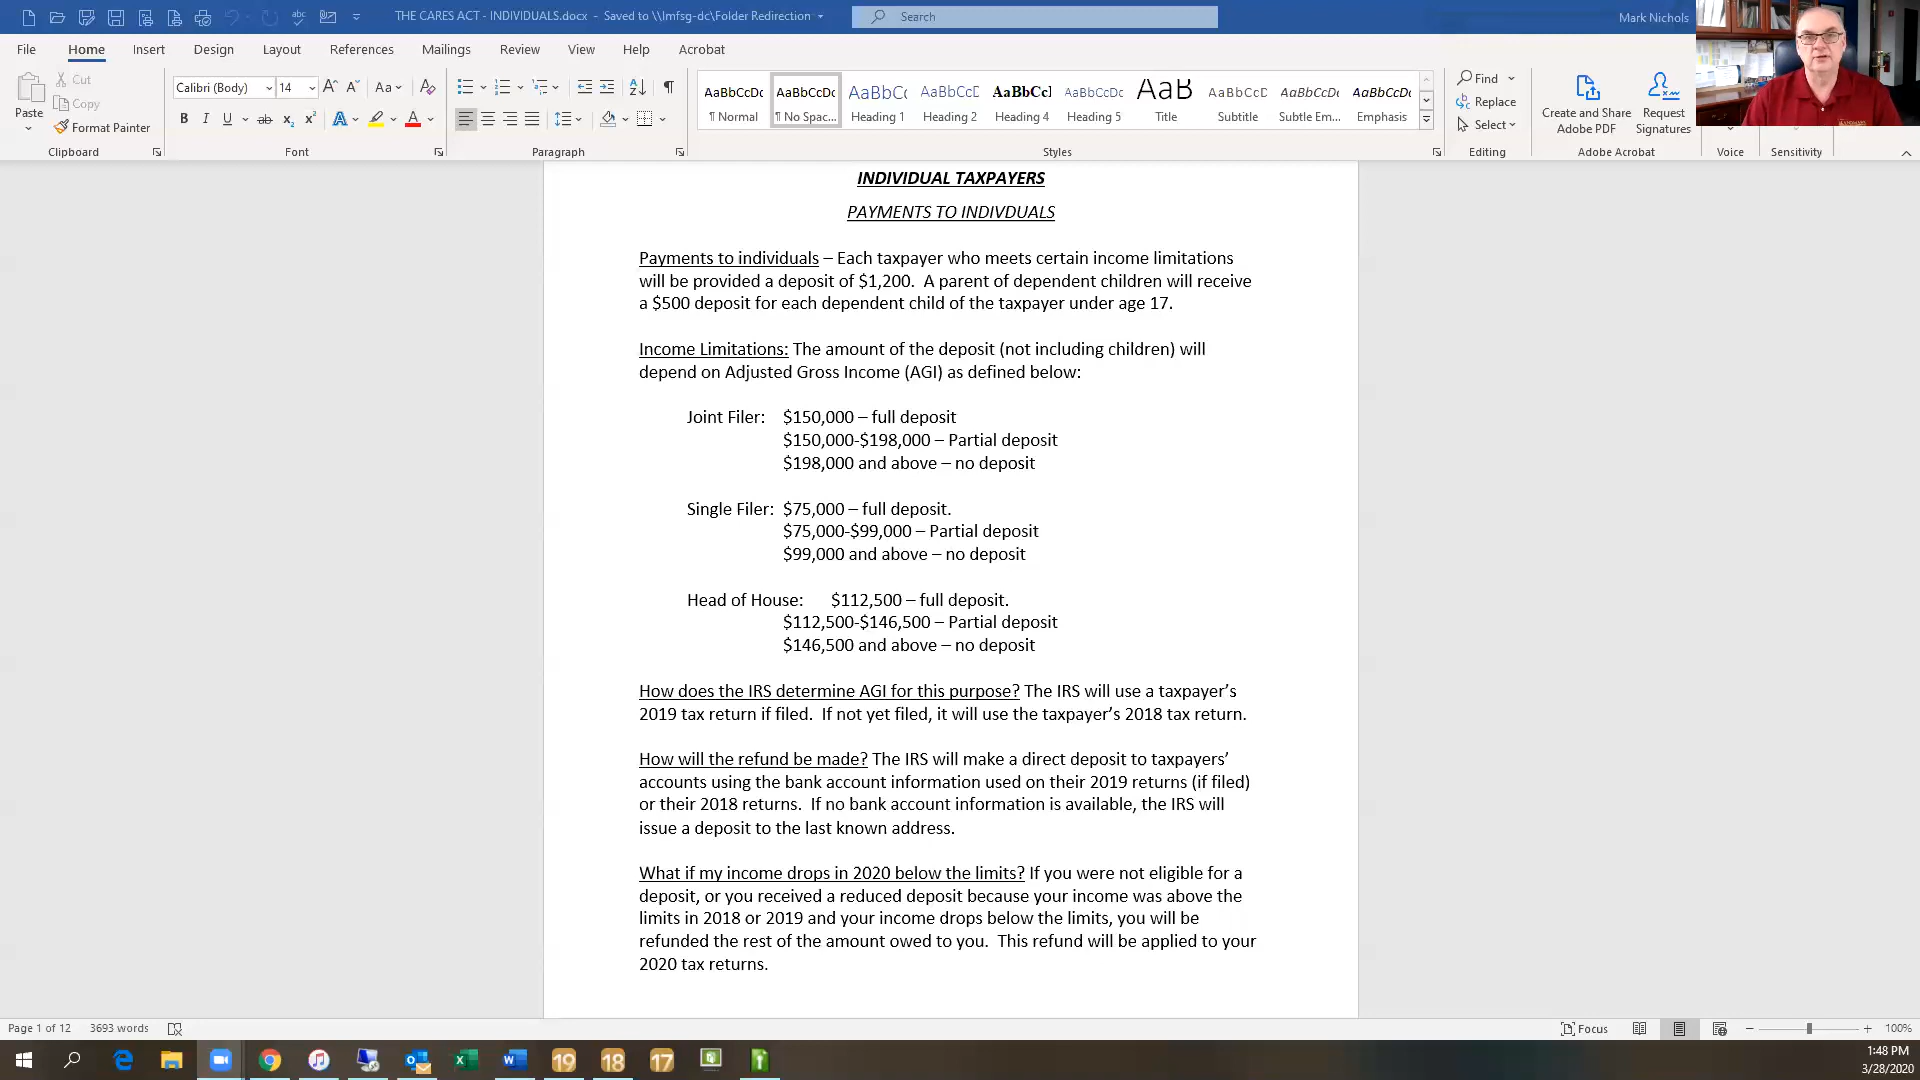 THE CARES ACT - INDIVIDUALS.docx - Saved to \\lmfsg-dc\Folder Redirection
Search
Mark Nichols
File Home Insert Design Layout References Mailings Review View Help Acrobat
Paste
Cut
Copy
Format Painter
Clipboard
Calibri (Body) 14
Font
Paragraph
AaBbCcDc AaBbCcDc AaBbC( AaBbCcD AaBbCcI AaBbCcDc AaB AaBbCcD AaBbCcDc AaBbCcDc
¶ Normal ¶ No Spac... Heading 1 Heading 2 Heading 4 Heading 5 Title Subtitle Subtle Em... Emphasis
Styles
Find
Replace
Select
Editing
Create and Share
Adobe PDF
Request
Signatures
Adobe Acrobat
Voice
Sensitivity
INDIVIDUAL TAXPAYERS
PAYMENTS TO INDIVDUALS
Payments to individuals – Each taxpayer who meets certain income limitations
will be provided a deposit of $1,200. A parent of dependent children will receive
a $500 deposit for each dependent child of the taxpayer under age 17.
Income Limitations: The amount of the deposit (not including children) will
depend on Adjusted Gross Income (AGI) as defined below:
Joint Filer: $150,000 – full deposit
$150,000-$198,000 – Partial deposit
$198,000 and above – no deposit
Single Filer: $75,000 – full deposit.
$75,000-$99,000 – Partial deposit
$99,000 and above – no deposit
Head of House: $112,500 – full deposit.
$112,500-$146,500 – Partial deposit
$146,500 and above – no deposit
How does the IRS determine AGI for this purpose? The IRS will use a taxpayer’s
2019 tax return if filed. If not yet filed, it will use the taxpayer’s 2018 tax return.
How will the refund be made? The IRS will make a direct deposit to taxpayers’
accounts using the bank account information used on their 2019 returns (if filed)
or their 2018 returns. If no bank account information is available, the IRS will
issue a deposit to the last known address.
What if my income drops in 2020 below the limits? If you were not eligible for a
deposit, or you received a reduced deposit because your income was above the
limits in 2018 or 2019 and your income drops below the limits, you will be
refunded the rest of the amount owed to you. This refund will be applied to your
2020 tax returns.
Page 1 of 12 3693 words
Focus
100%
19 18 17
1:48 PM
3/28/2020